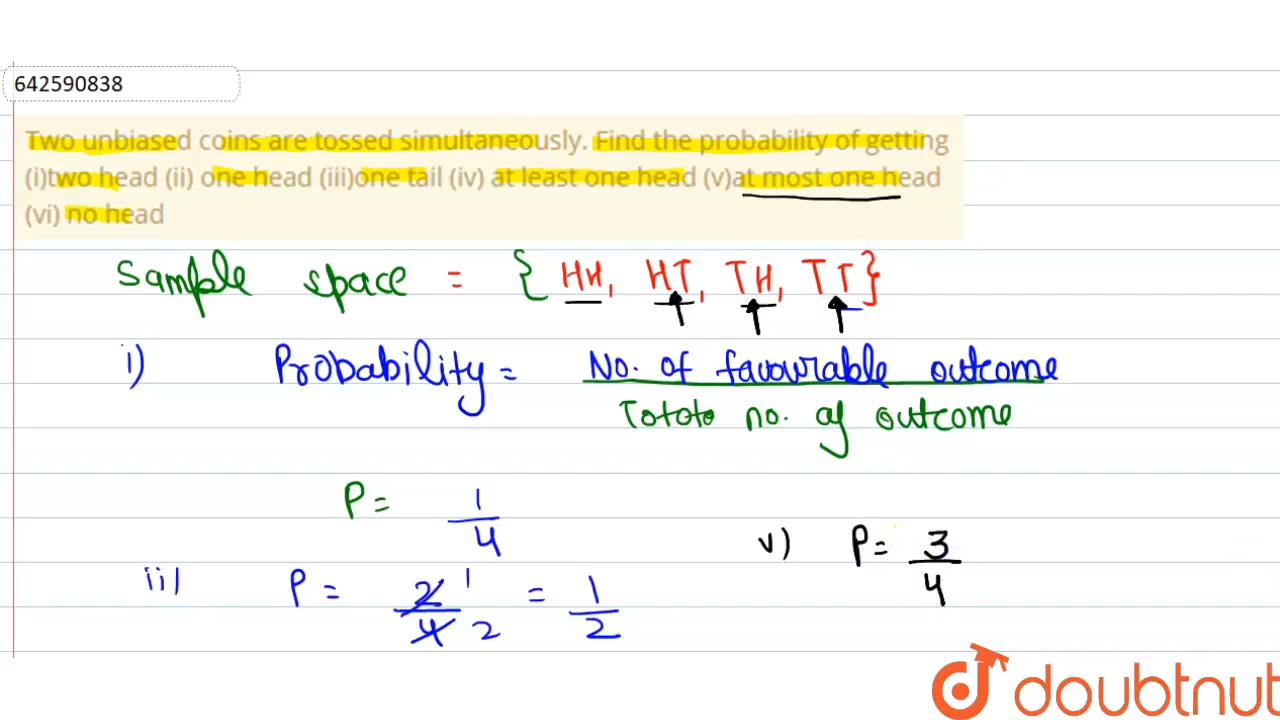 642590838
Two unbiased coins are tossed simultaneously. Find the probability of getting
(i)two head (ii) one head (iii)one tail (iv) at least one head (v)at most one head
(vi) no head
Sample space = { HH, HT, TH, TT}
i) Probability = No. of favourable outcome
Tototo no. of outcome
P = 1
4
ii) P = 2 1 = 1
4 2 2
v) P = 3
4
doubtnut